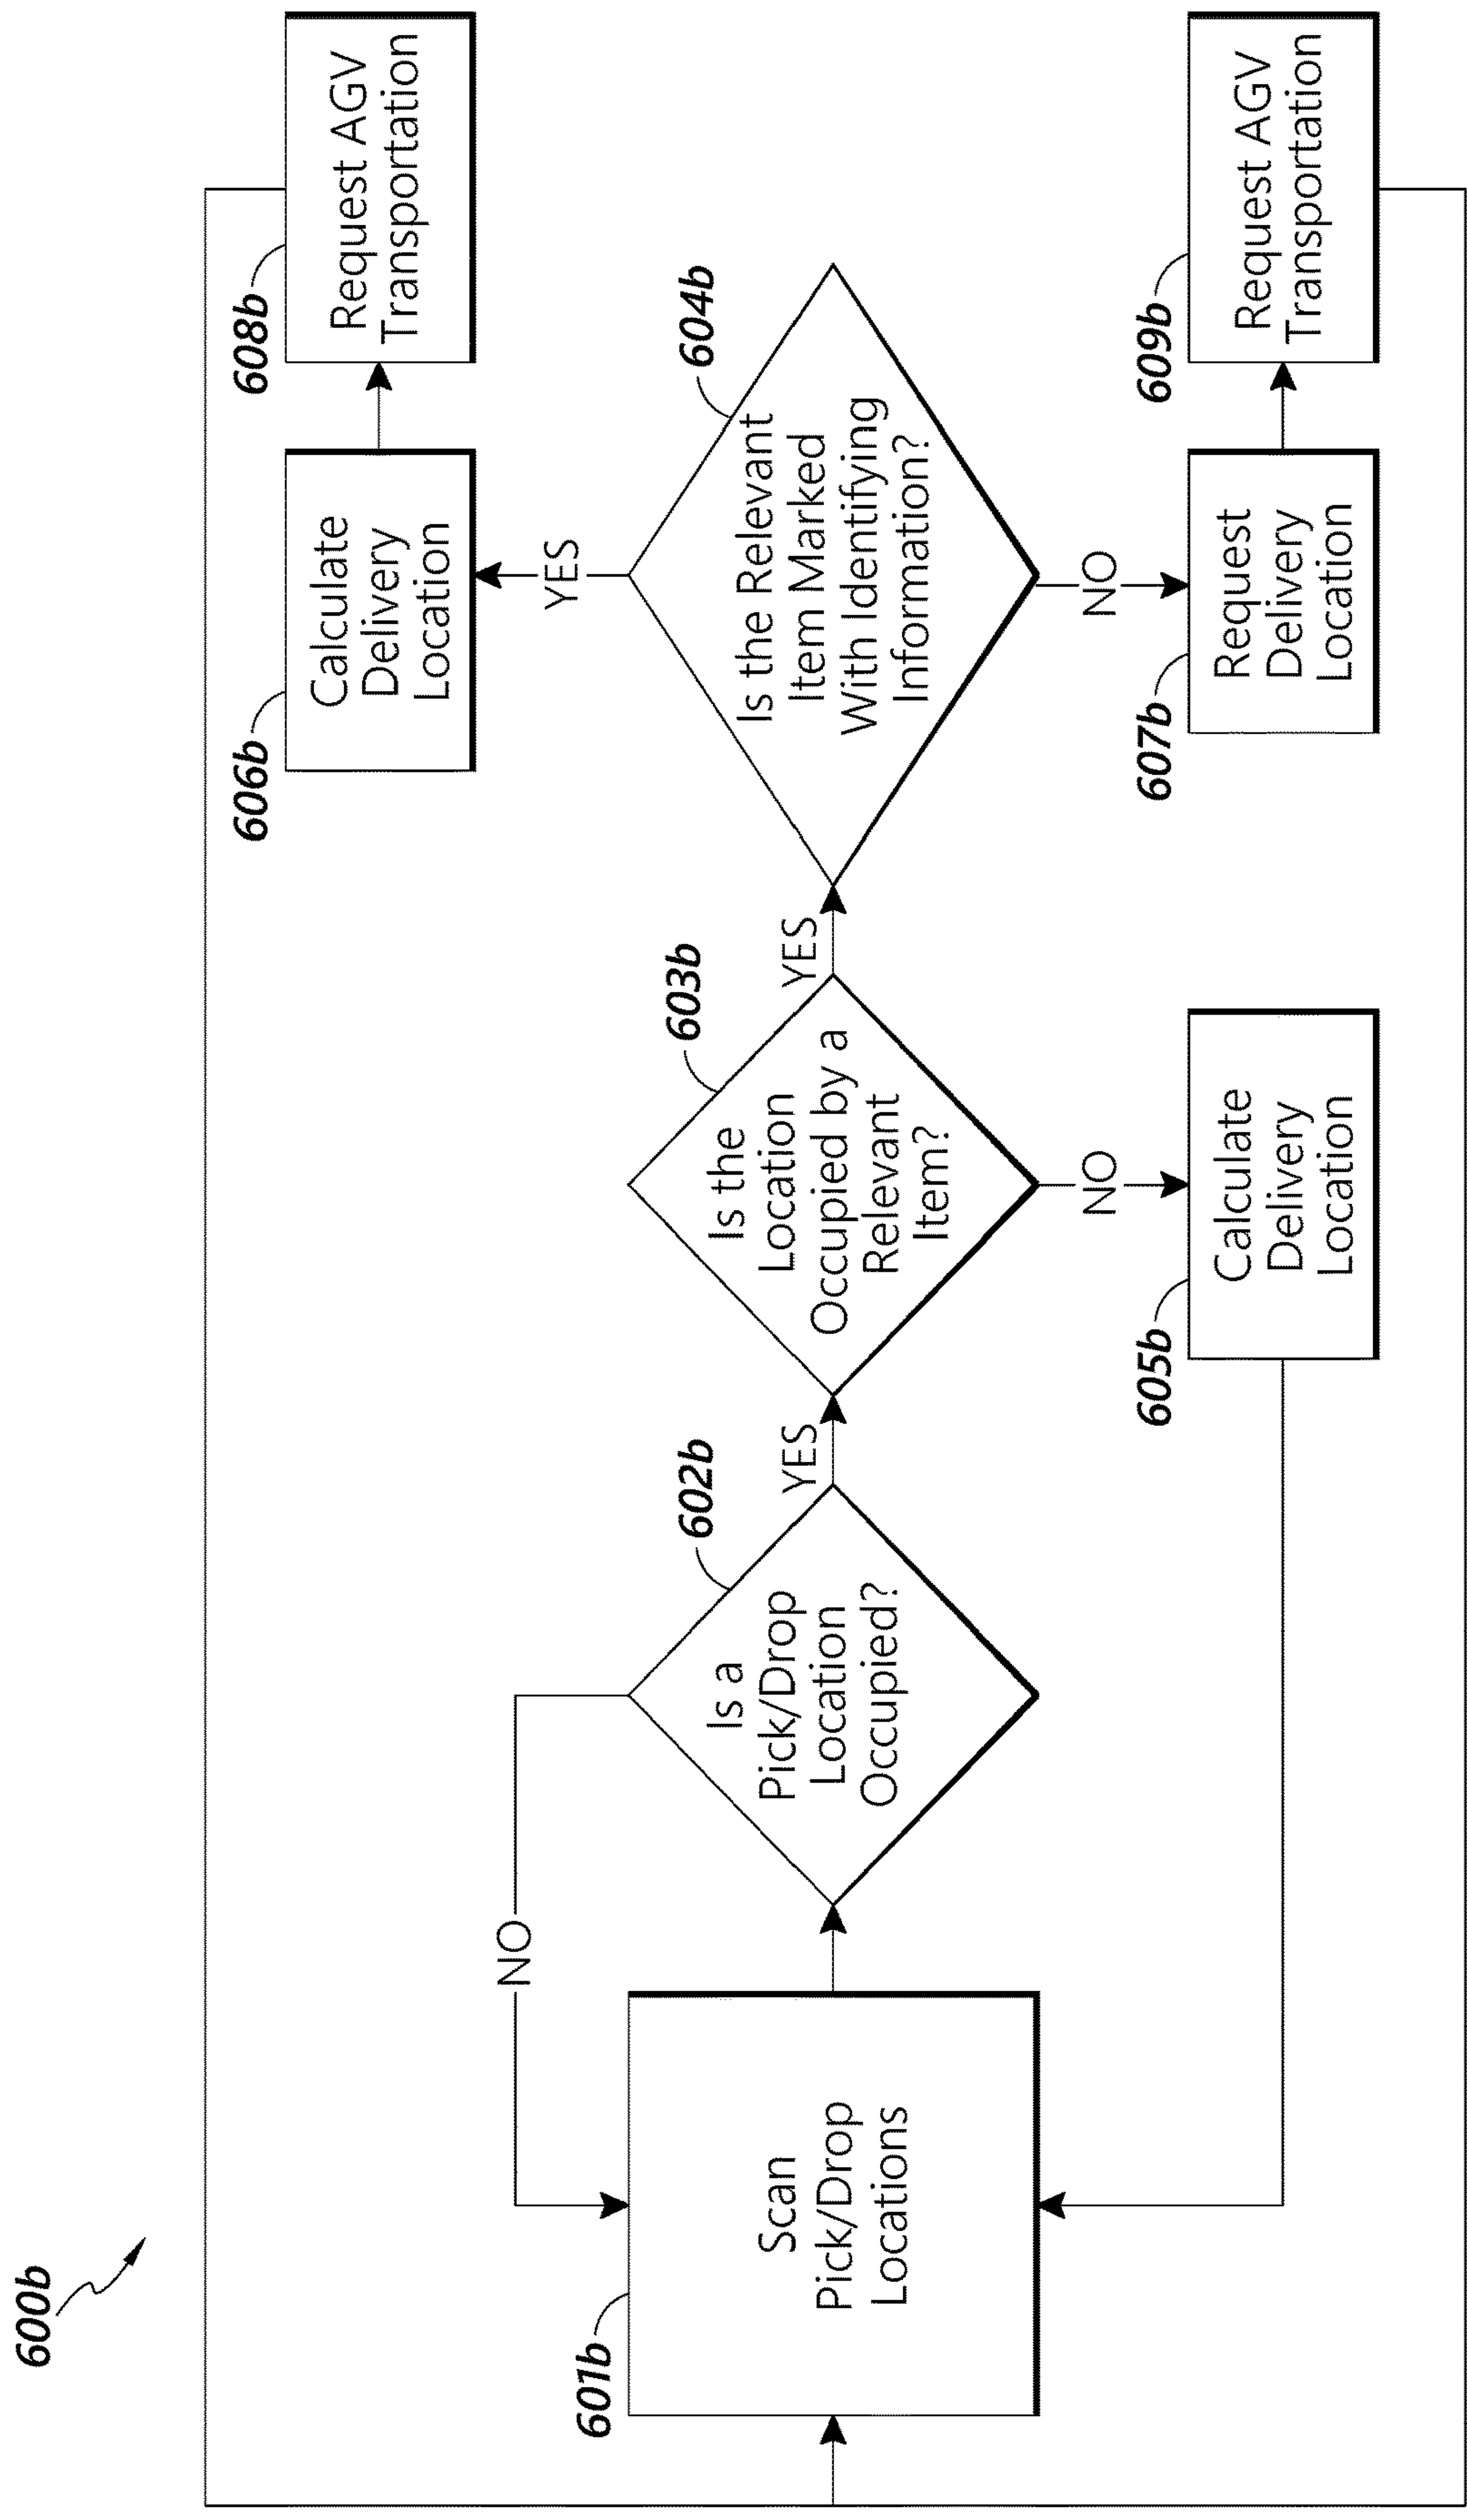 600b
601b
Scan
Pick/Drop
Locations
NO
602b
Is a
Pick/Drop
Location
Occupied?
YES
603b
Is the
Location
Occupied by a
Relevant
Item?
NO
605b
Calculate
Delivery
Location
YES
604b
Is the Relevant
Item Marked
With Identifying
Information?
YES
606b
Calculate
Delivery
Location
608b
Request AGV
Transportation
NO
607b
Request
Delivery
Location
609b
Request AGV
Transportation